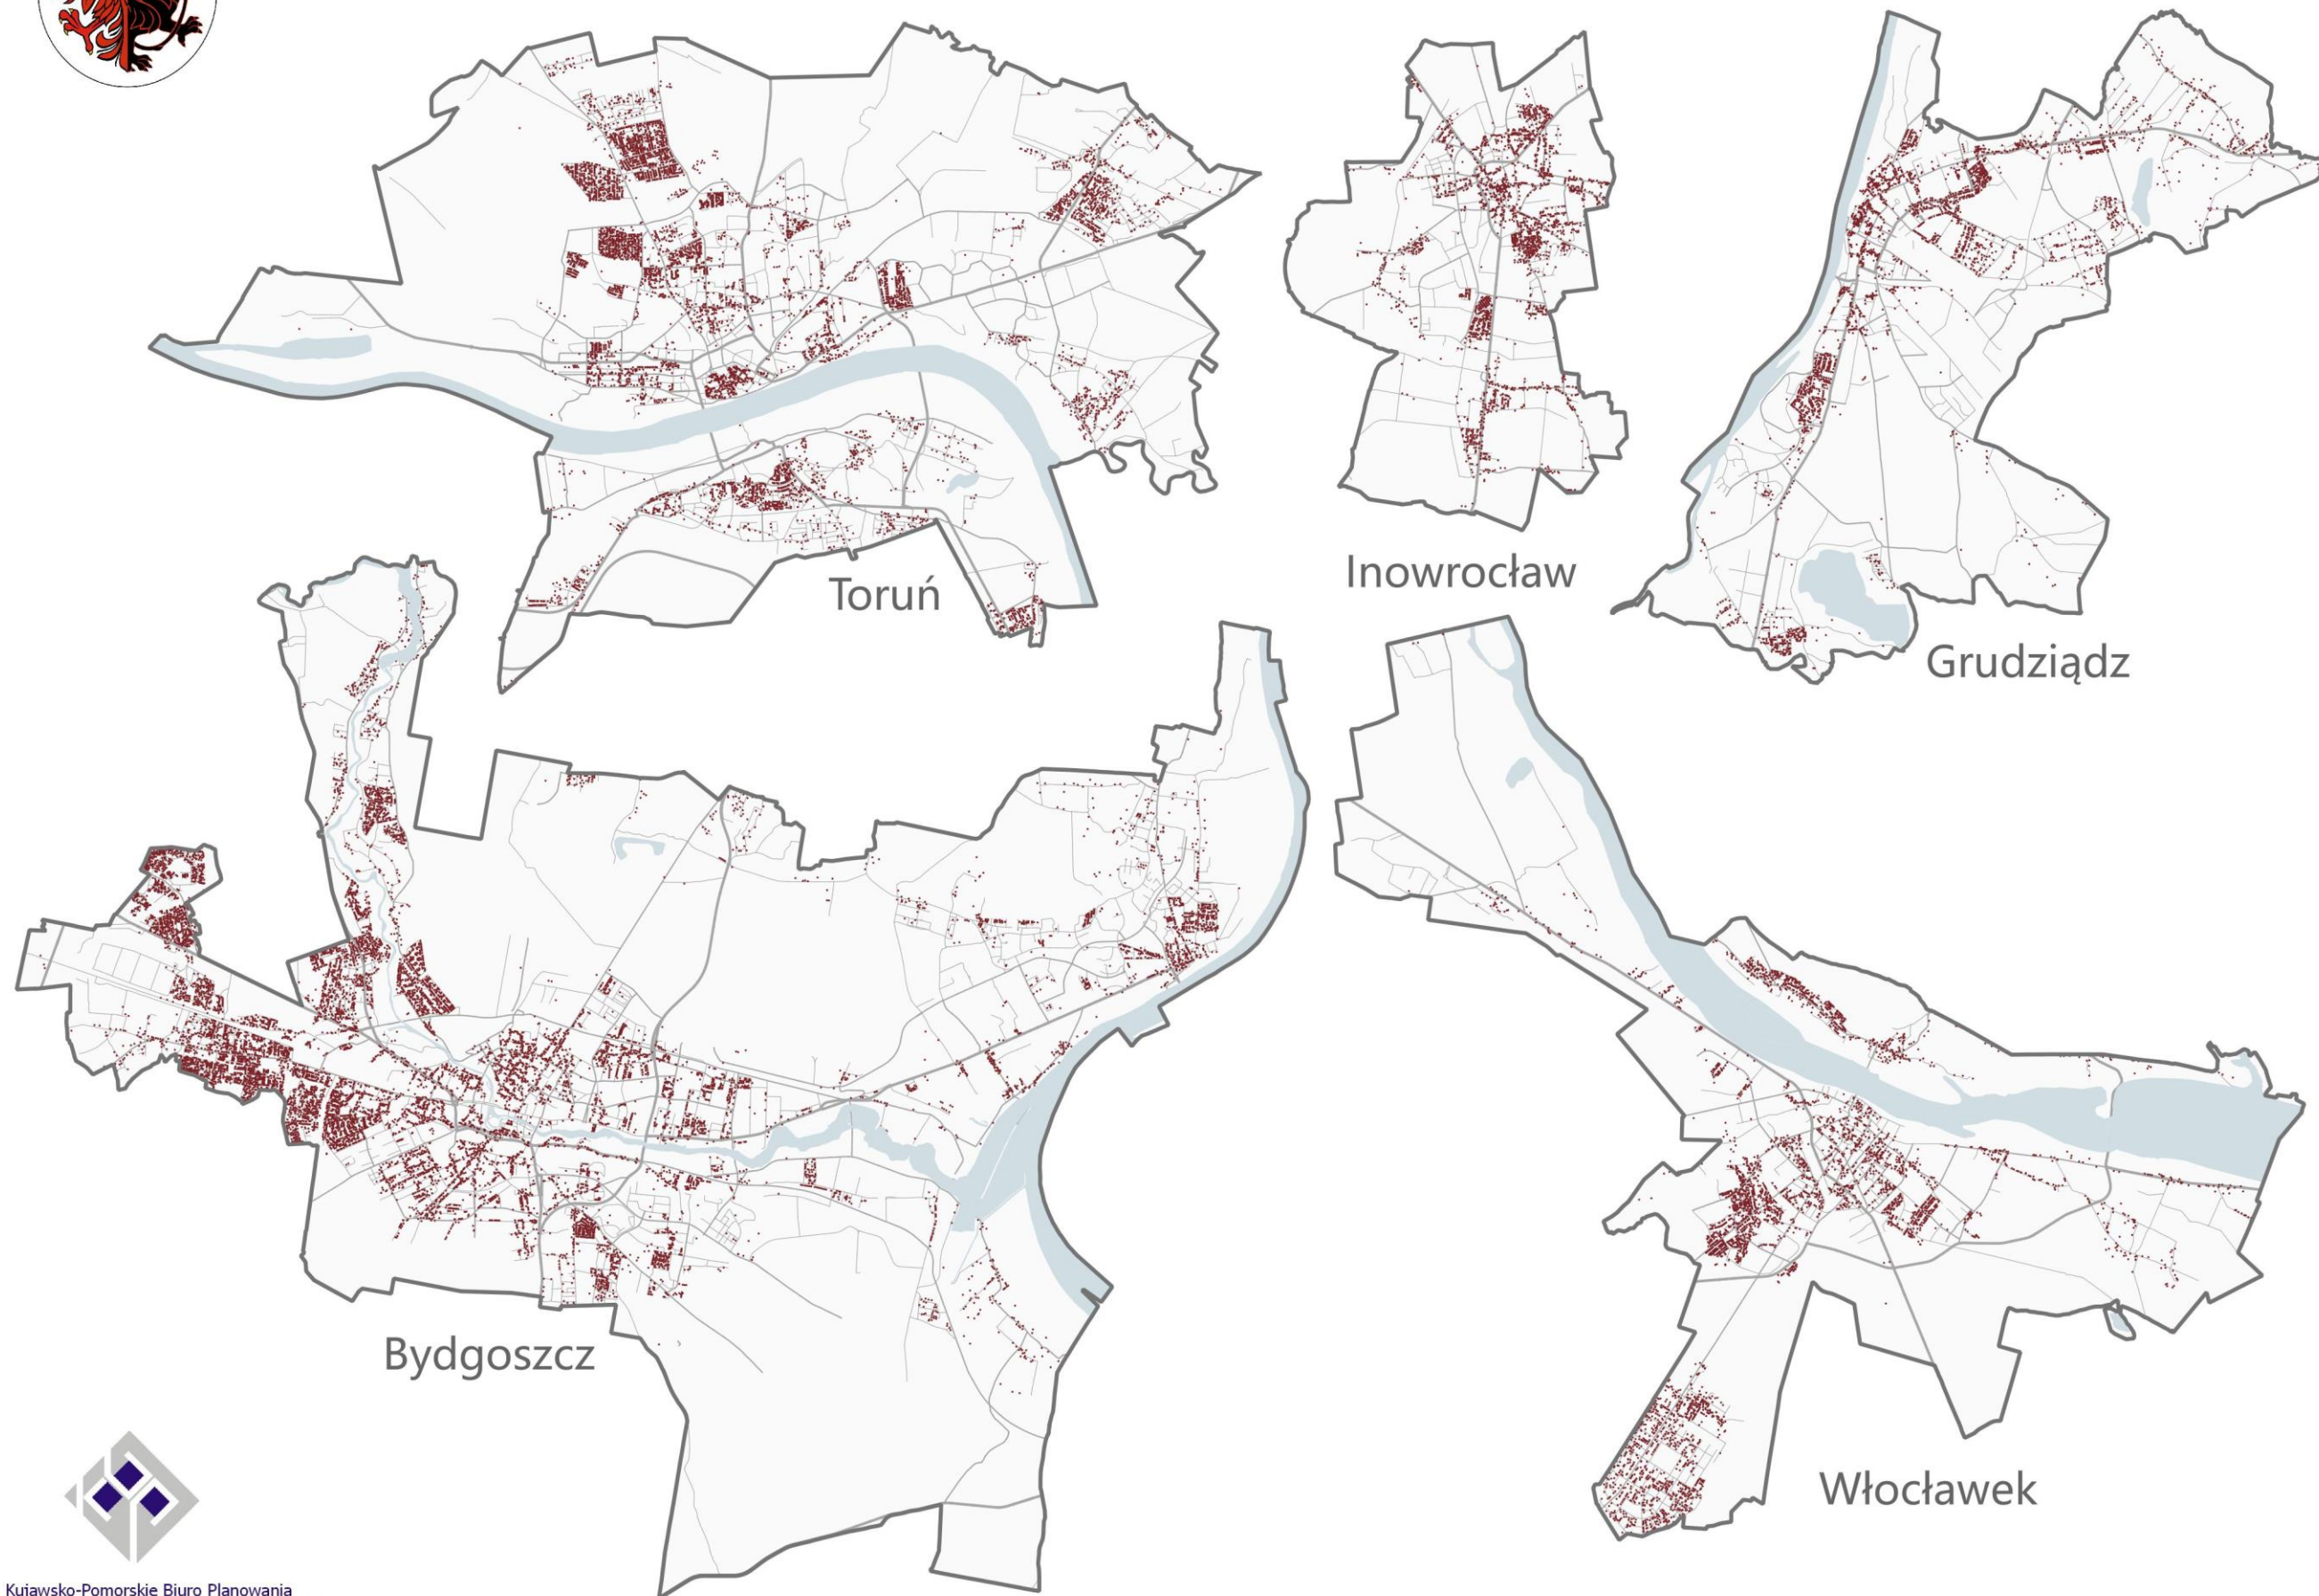 Toruń
Inowrocław
Grudziądz
Bydgoszcz
Włocławek
Kujawsko-Pomorskie Biuro Planowania